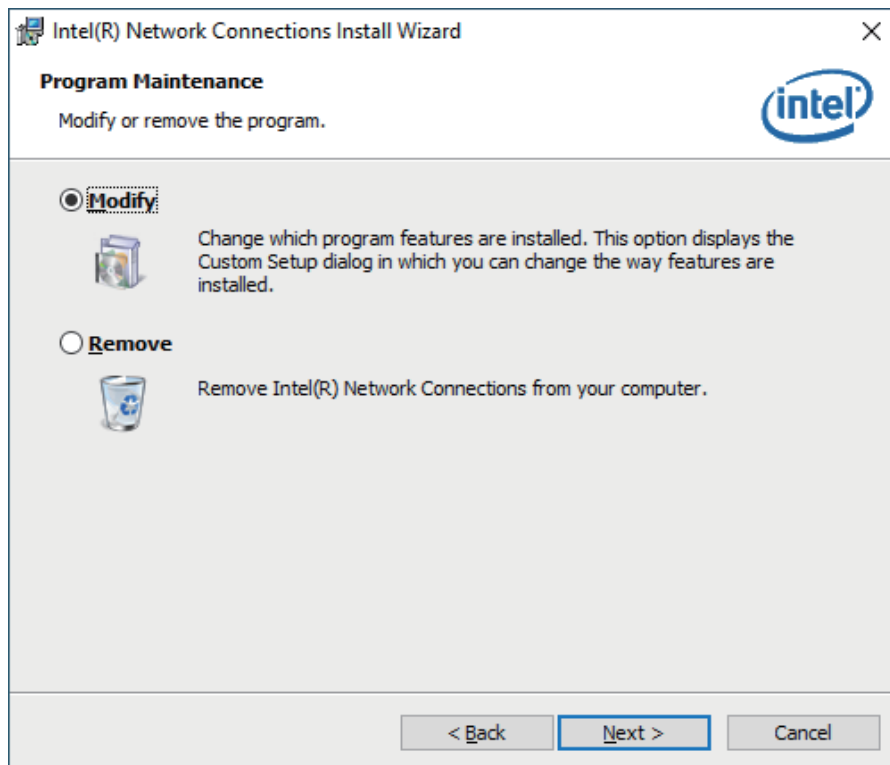 Intel(R) Network Connections Install Wizard
Program Maintenance
Modify or remove the program.
intel
Modify
Change which program features are installed. This option displays the
Custom Setup dialog in which you can change the way features are
installed.
Remove
Remove Intel(R) Network Connections from your computer.
< Back
Next >
Cancel